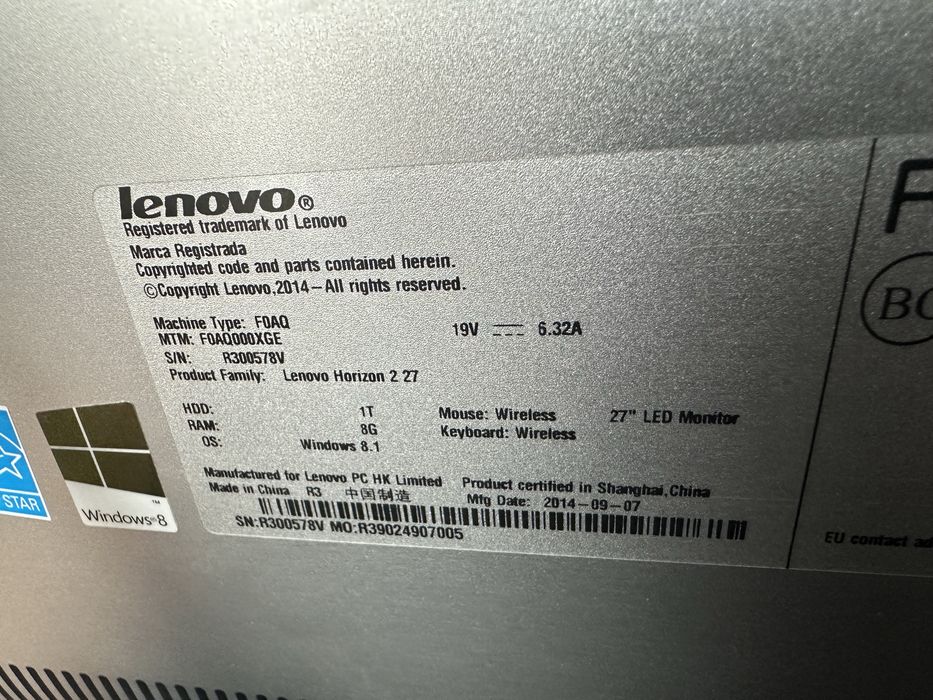 lenovo®
Registered trademark of Lenovo
Marca Registrada
Copyrighted code and parts contained herein.
©Copyright Lenovo,2014–All rights reserved.
Machine Type: F0AQ
MTM: F0AQ000XGE
S/N: R300578V
Product Family: Lenovo Horizon 2 27
19V 6.32A
HDD: 1T
RAM: 8G
OS: Windows 8.1
Mouse: Wireless
Keyboard: Wireless
27" LED Monitor
Manufactured for Lenovo PC HK Limited
Product certified in Shanghai,China
Made in China R3 中国制造
Mfg Date: 2014–09–07
SN:R300578V MO:R39024907005
STAR
Windows®8™
EU contact